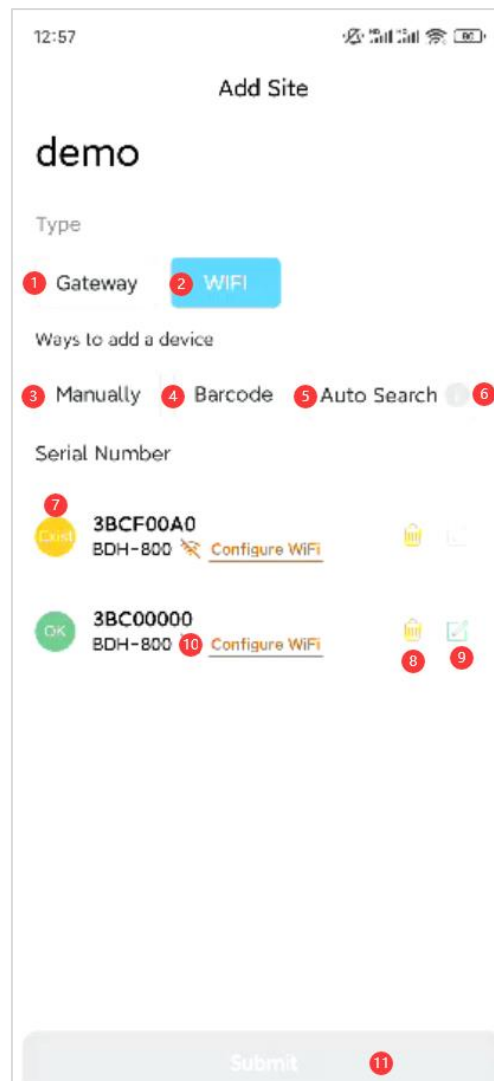 12:57
80
Add Site
demo
Type
1 Gateway 2 WIFI
Ways to add a device
3 Manually 4 Barcode 5 Auto Search 6
Serial Number
7
Exist 3BCF00A0
BDH-800 Configure WiFi
OK 3BC00000
BDH-800 10 Configure WiFi
8 9
Submit 11